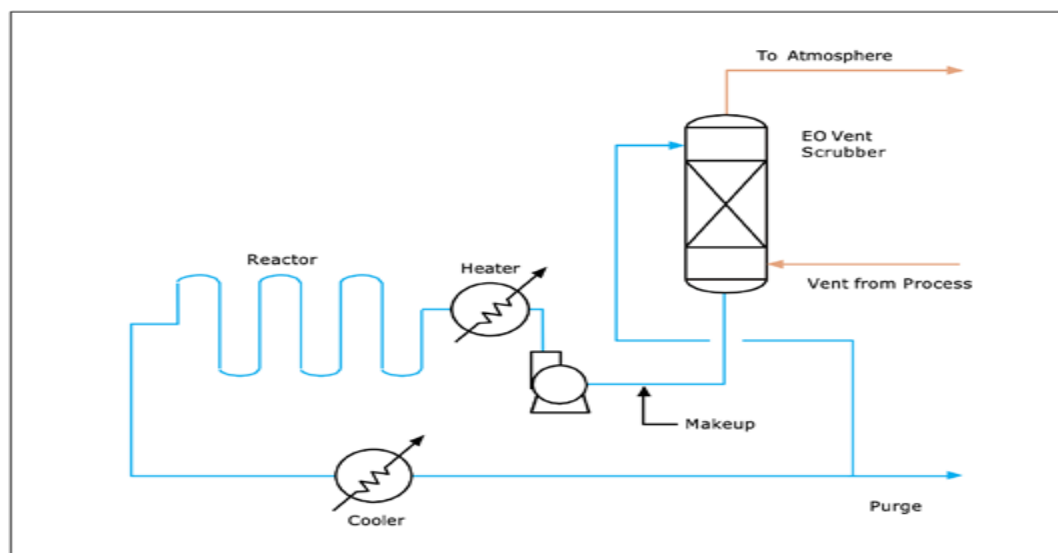 To Atmosphere
EO Vent
Scrubber
Reactor
Heater
Vent from Process
Makeup
Purge
Cooler